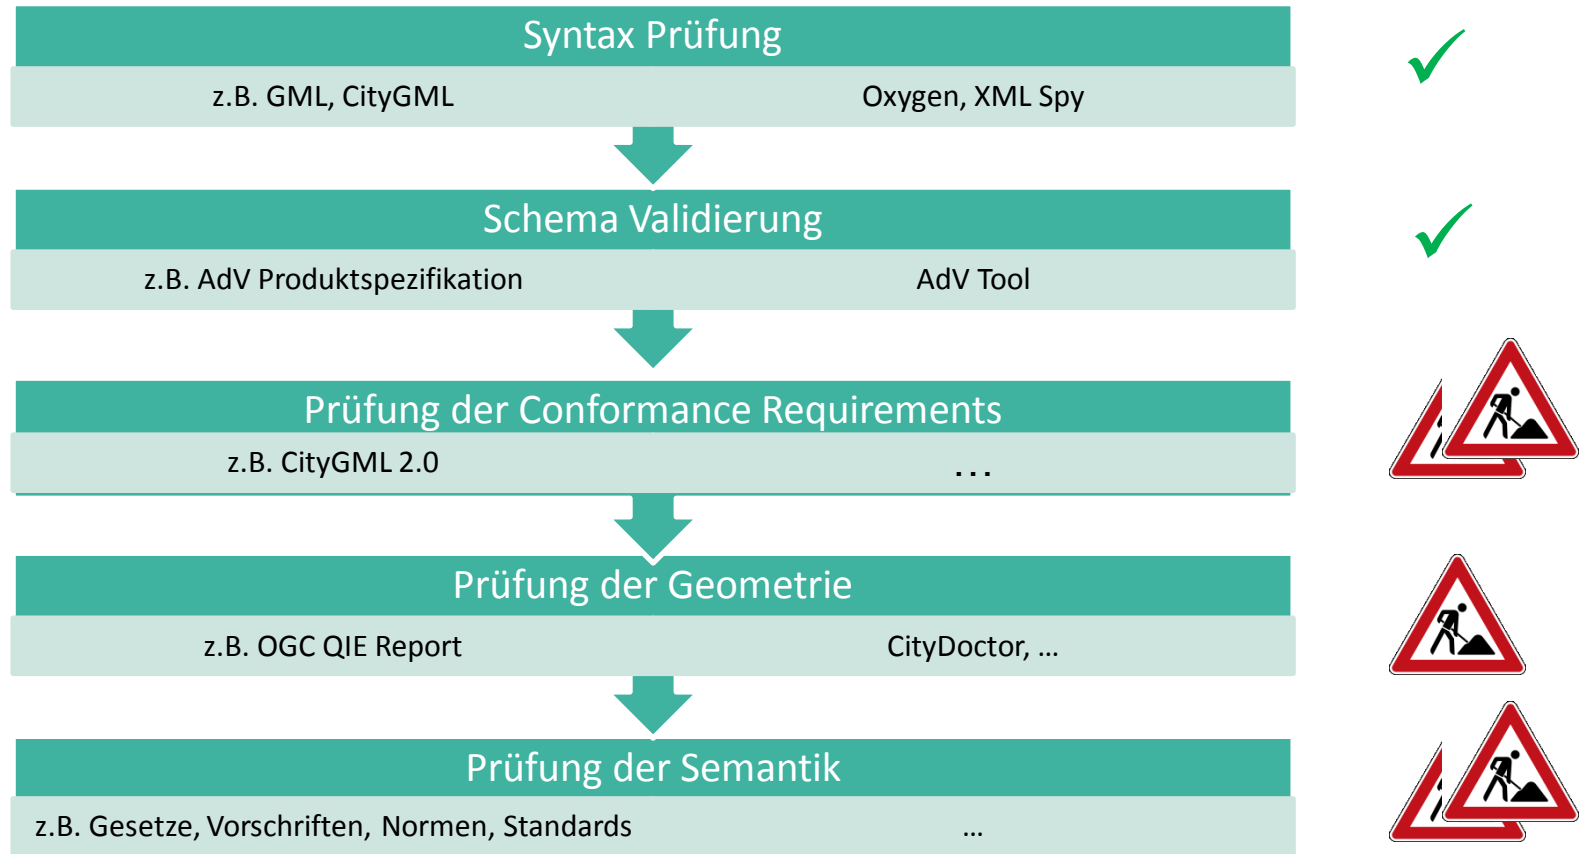 Syntax Prüfung
z.B. GML, CityGML
Oxygen, XML Spy
Schema Validierung
z.B. AdV Produktspezifikation
AdV Tool
Prüfung der Conformance Requirements
z.B. CityGML 2.0
...
Prüfung der Geometrie
z.B. OGC QIE Report
CityDoctor, ...
Prüfung der Semantik
z.B. Gesetze, Vorschriften, Normen, Standards
...